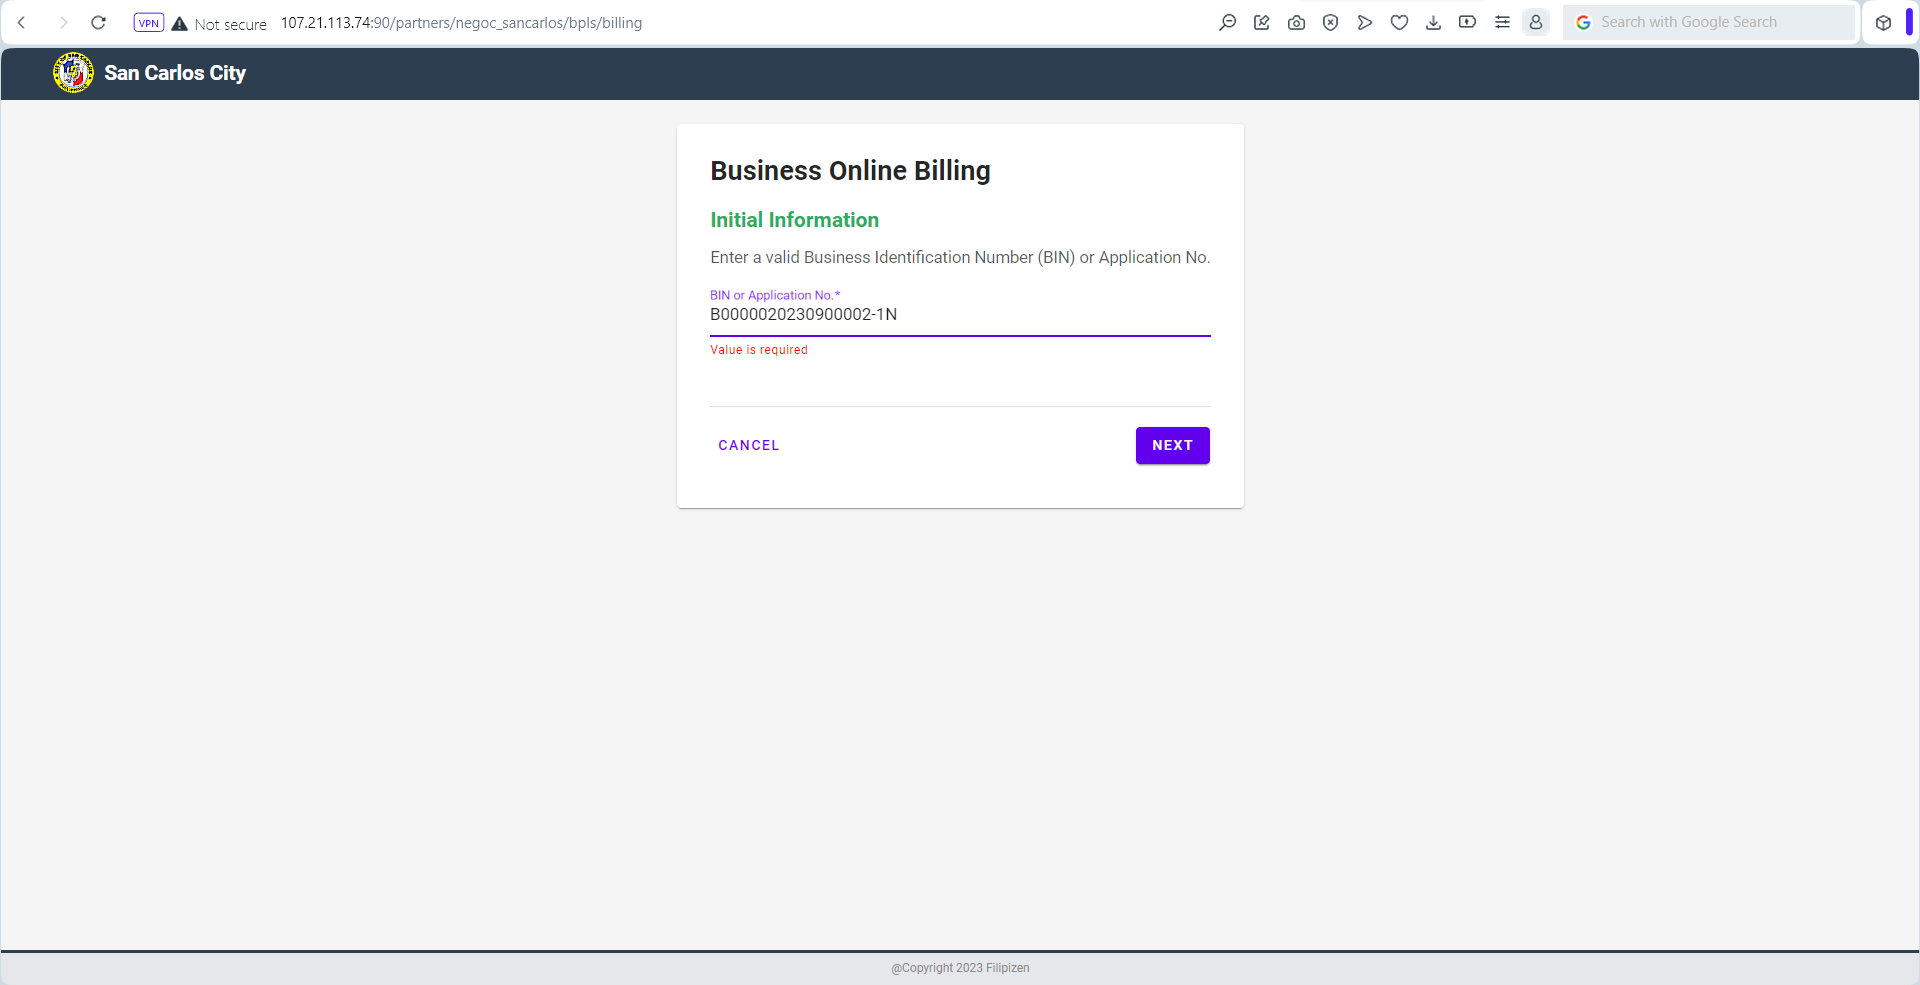 VPN Not secure 107.21.113.74:90/partners/negoc_sancarlos/bpls/billing Search with Google Search
San Carlos City
Business Online Billing
Initial Information
Enter a valid Business Identification Number (BIN) or Application No.
BIN or Application No.*
B0000020230900002-1N
Value is required
CANCEL NEXT
@Copyright 2023 Filipizen